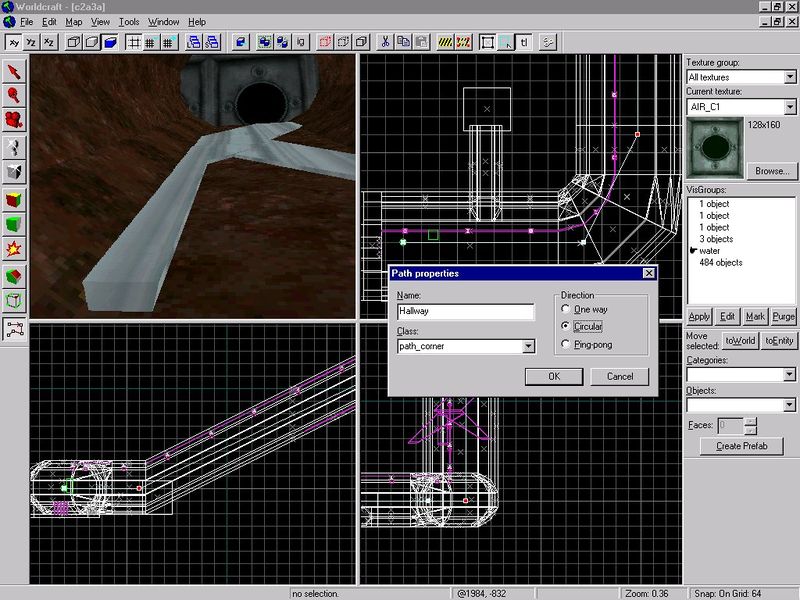 Worldcraft - [c2a3a]
File Edit Map View Tools Window Help
xy yz xz
ig
tl
Texture group:
All textures
Current texture:
AIR_C1
128x160
Browse...
VisGroups:
1 object
1 object
1 object
3 objects
water
484 objects
Apply Edit Mark Purge
Move selected:
toWorld toEntity
Categories:
Objects:
Faces: 0
Create Prefab
Path properties
Name:
Hallway
Class:
path_corner
Direction
One way
Circular
Ping-pong
OK Cancel
no selection. @1984, -832 Zoom: 0.36 Snap: On Grid: 64